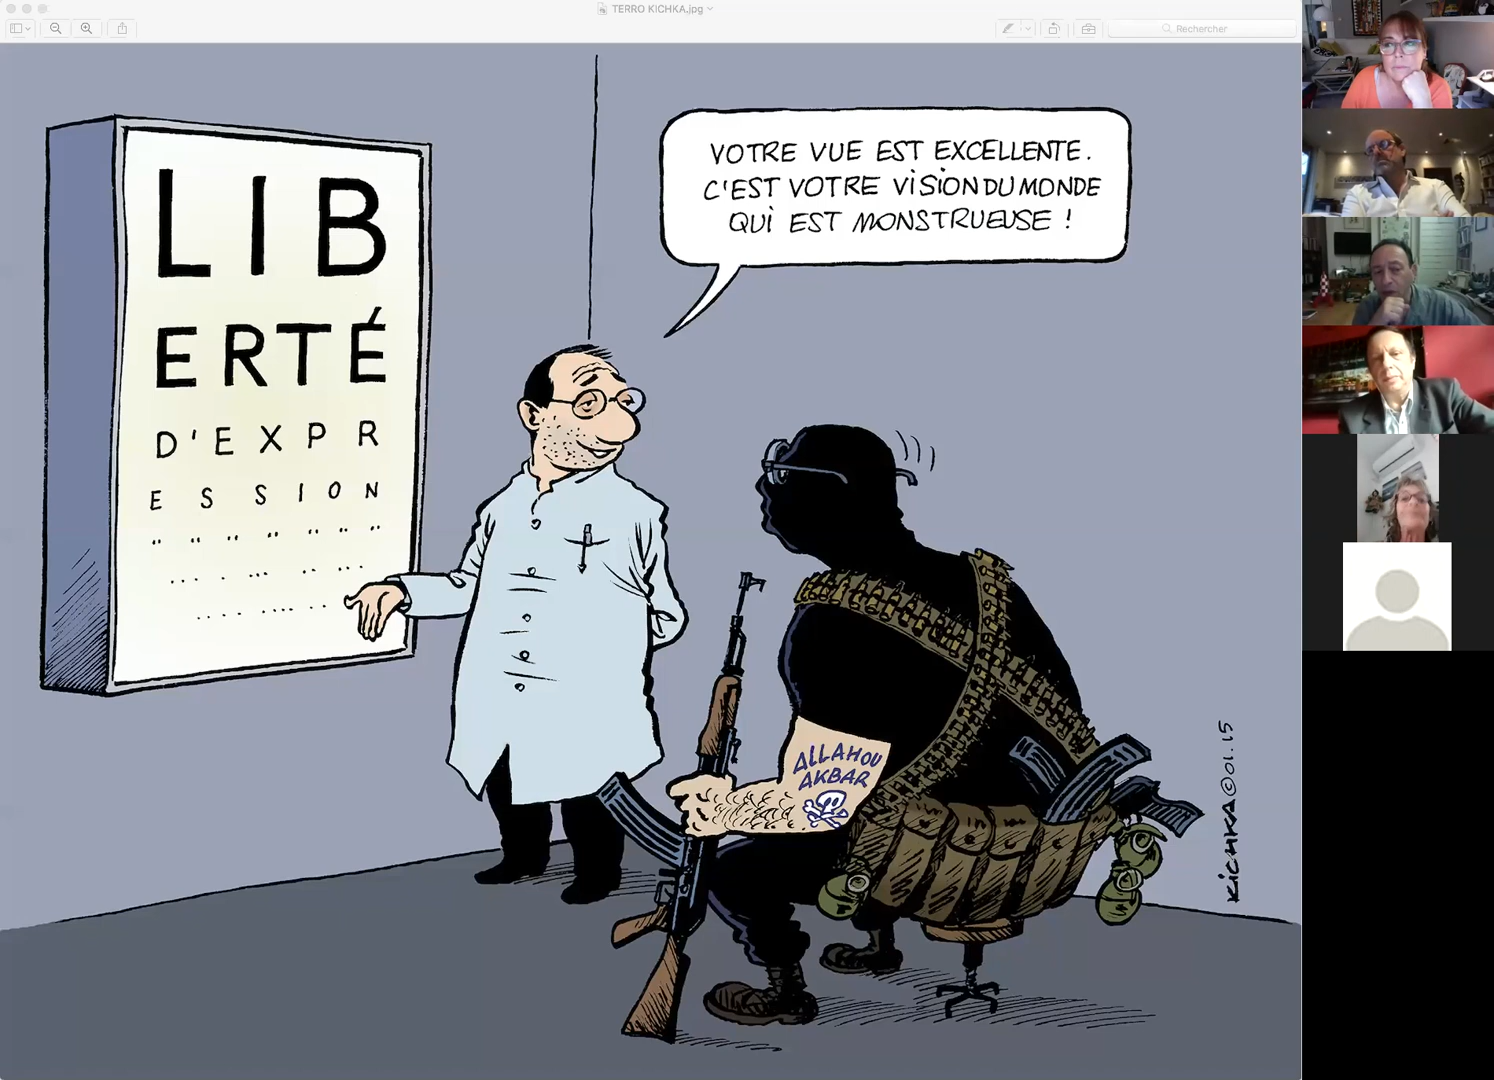 TERRO KICHKA.jpg
Rechercher
LIB
ERTÉ
D'EXPR
ESSION
VOTRE VUE EST EXCELLENTE.
C'EST VOTRE VISION DU MONDE
QUI EST MONSTRUEUSE !
ALLAHOU
AKBAR
KICHKA©01.15